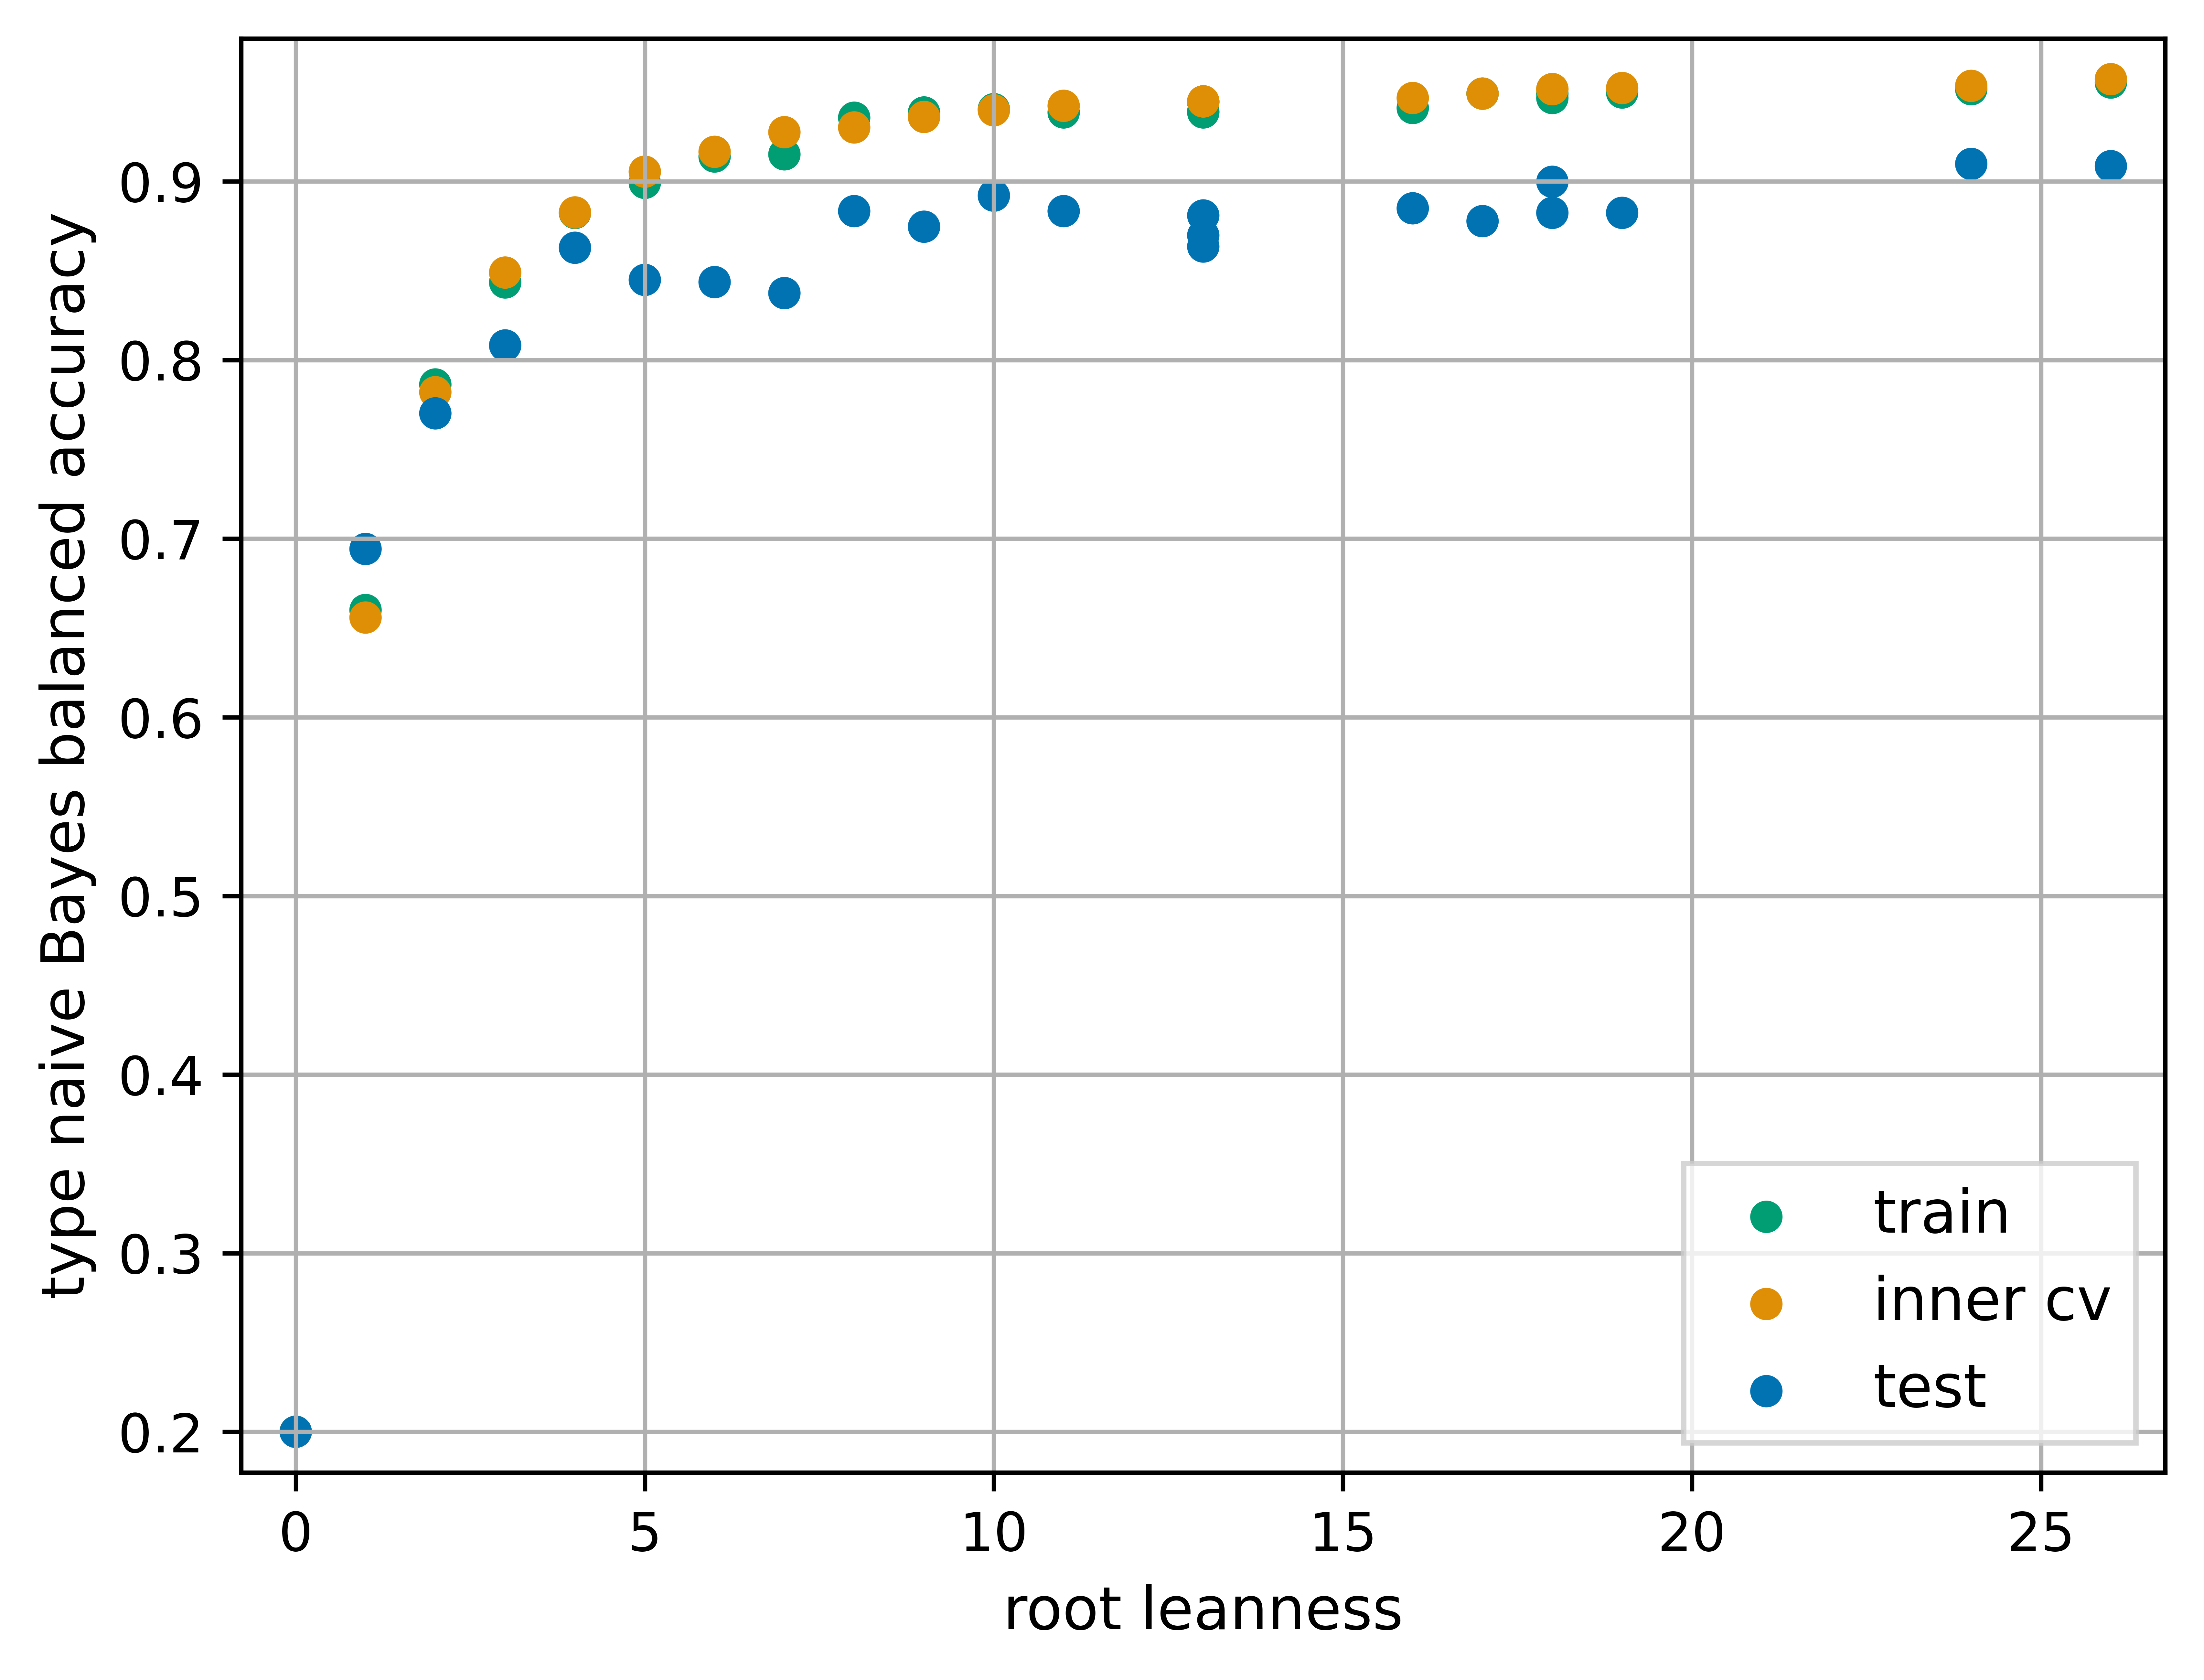 type naive Bayes balanced accuracy
0.9
0.8
0.7
0.6
0.5
0.4
0.3
0.2
train
inner cv
test
0 5 10 15 20 25
root leanness